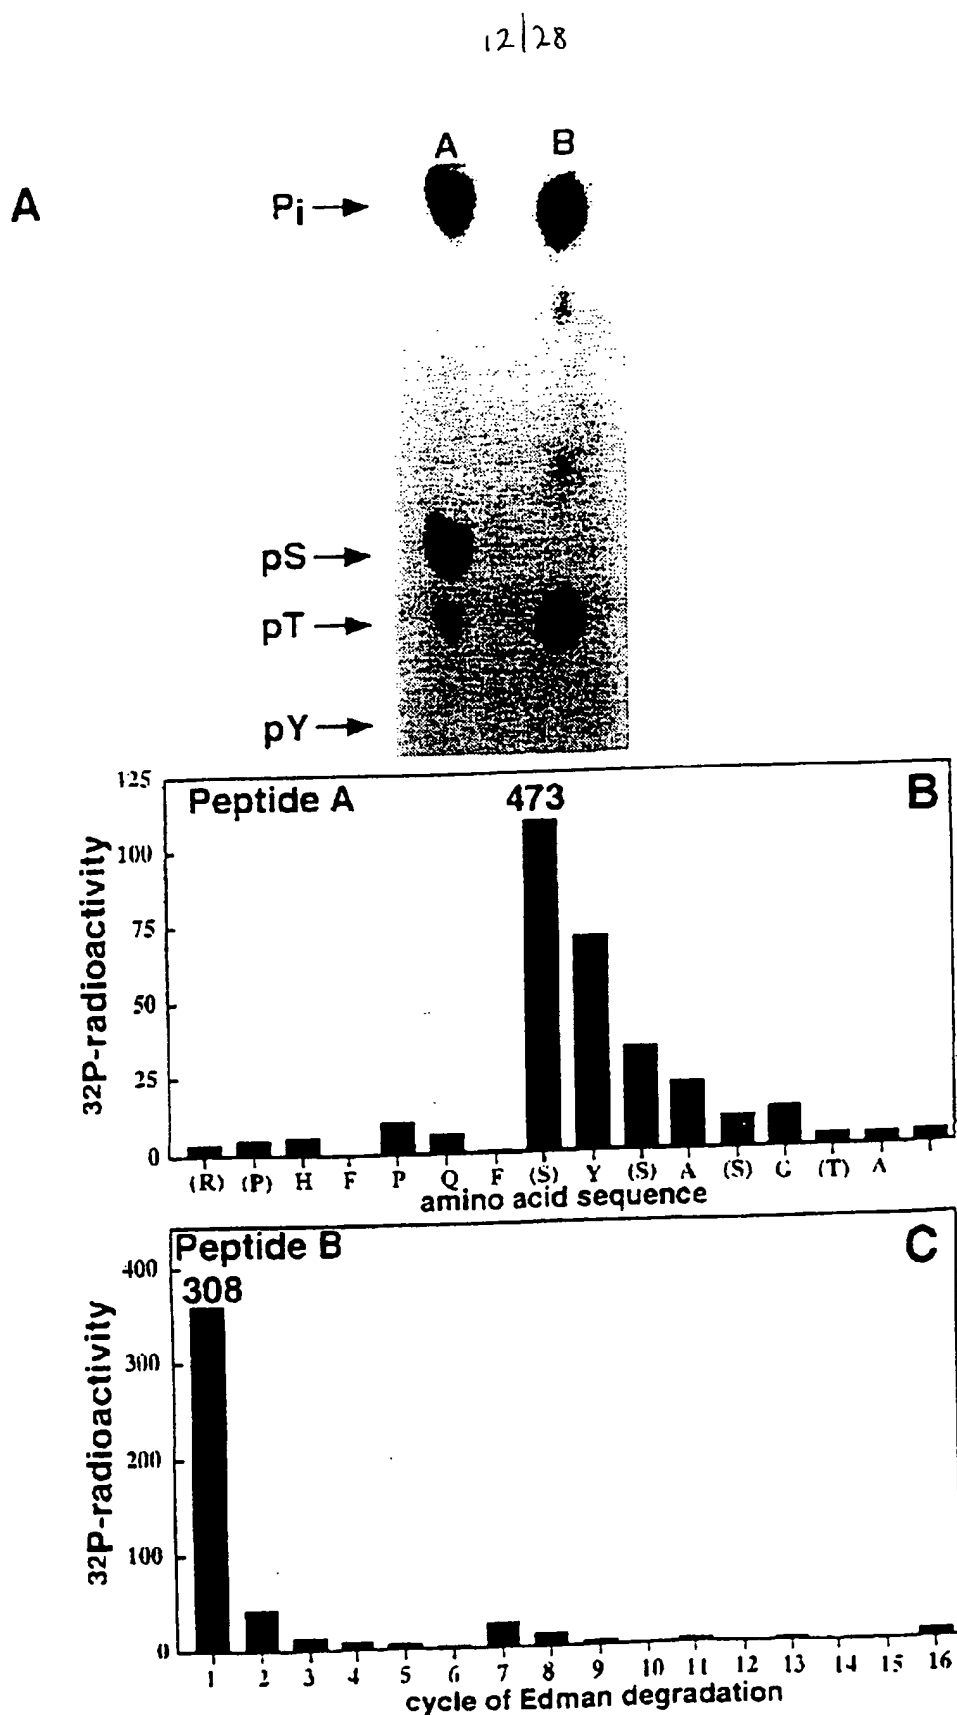 12/28
A B
A
Pi
pS
pT
pY
Peptide A 473 B
125
100
75
50
25
0
32P-radioactivity
(R) (P) H F P Q F (S) Y (S) A (S) G (T) A
amino acid sequence
Peptide B C
308
400
300
200
100
0
32P-radioactivity
1 2 3 4 5 6 7 8 9 10 11 12 13 14 15 16
cycle of Edman degradation